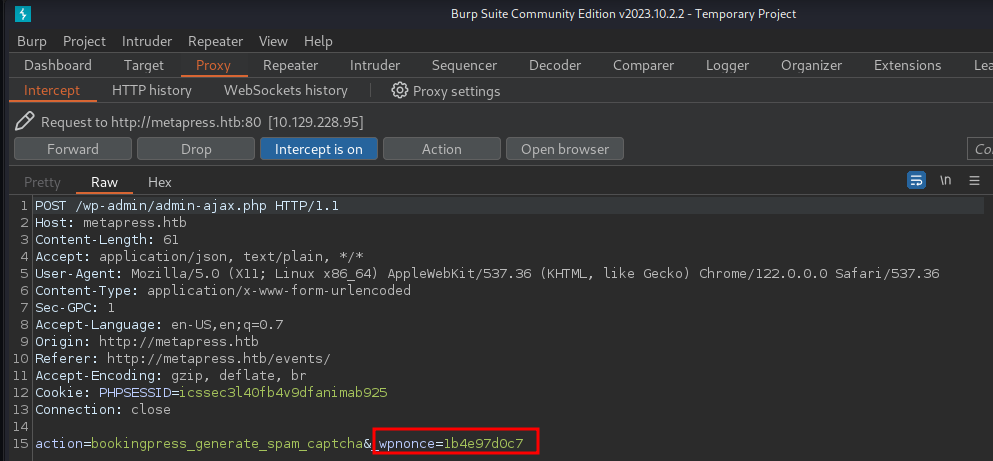 Burp Suite Community Edition v2023.10.2.2 - Temporary Project
Burp Project Intruder Repeater View Help
Dashboard Target Proxy Repeater Intruder Sequencer Decoder Comparer Logger Organizer Extensions
Intercept HTTP history WebSockets history Proxy settings
Request to http://metapress.htb:80 [10.129.228.95]
Forward Drop Intercept is on Action Open browser
Pretty Raw Hex \n
1 POST /wp-admin/admin-ajax.php HTTP/1.1
2 Host: metapress.htb
3 Content-Length: 61
4 Accept: application/json, text/plain, */*
5 User-Agent: Mozilla/5.0 (X11; Linux x86_64) AppleWebKit/537.36 (KHTML, like Gecko) Chrome/122.0.0.0 Safari/537.36
6 Content-Type: application/x-www-form-urlencoded
7 Sec-GPC: 1
8 Accept-Language: en-US,en;q=0.7
9 Origin: http://metapress.htb
10 Referer: http://metapress.htb/events/
11 Accept-Encoding: gzip, deflate, br
12 Cookie: PHPSESSID=icssec3l40fb4v9dfanimab925
13 Connection: close
14
15 action=bookingpress_generate_spam_captcha&_wpnonce=1b4e97d0c7